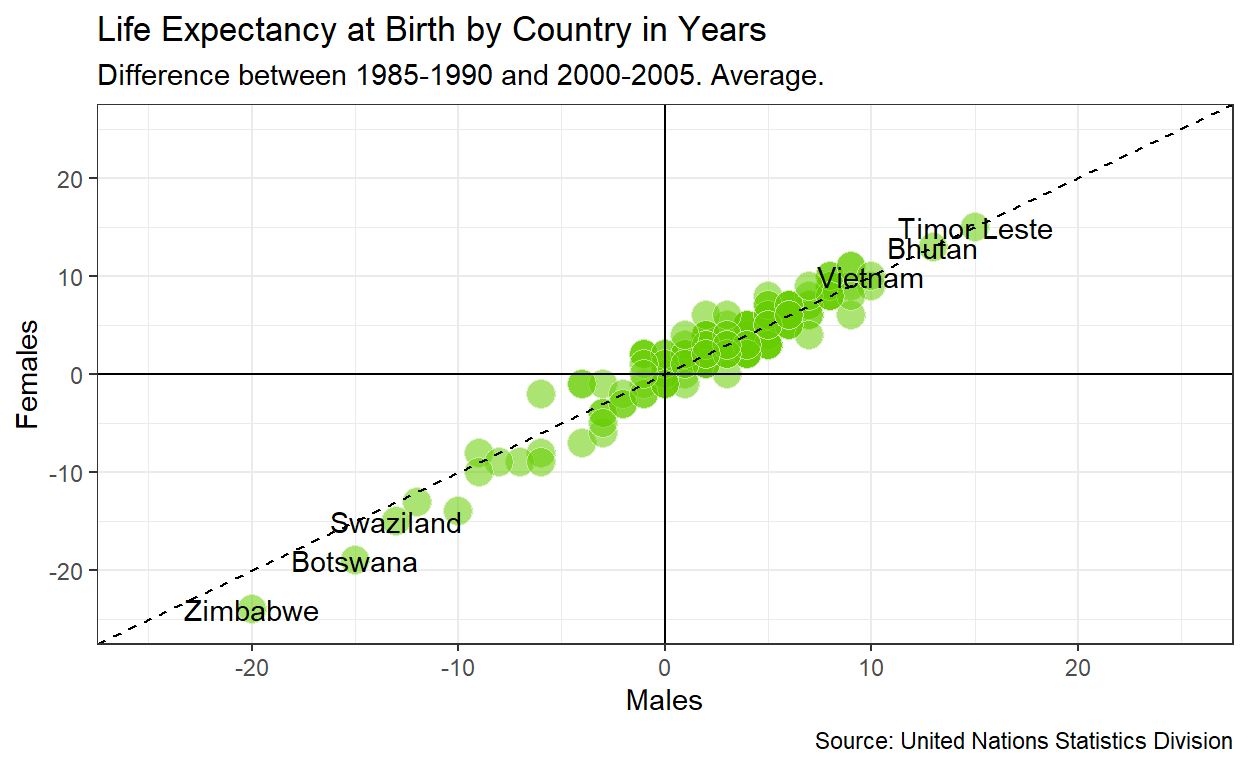 Life Expectancy at Birth by Country in Years
Difference between 1985-1990 and 2000-2005. Average.
20
10
0
-10
-20
Females
Timor Leste
Bhutan
Vietnam
Swaziland
Botswana
Zimbabwe
-20
-10
0
10
20
Males
Source: United Nations Statistics Division